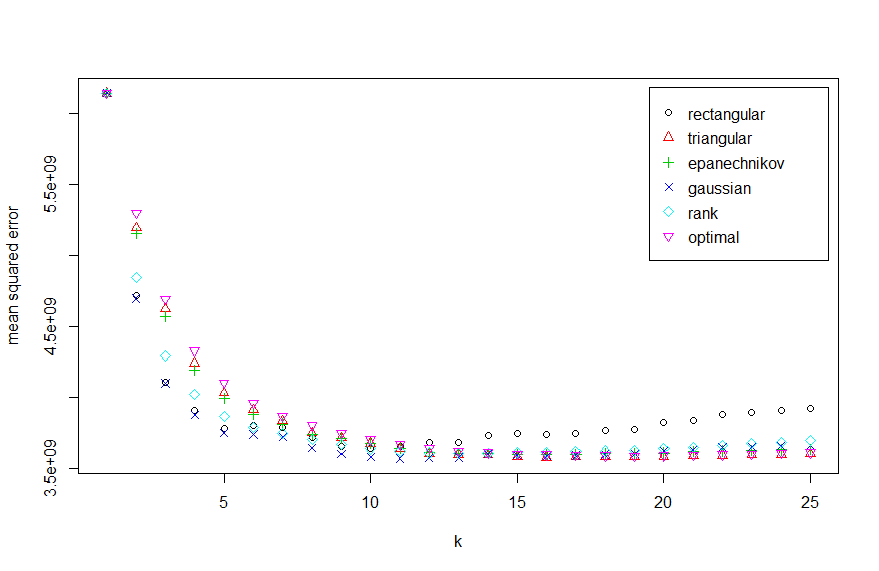 rectangular
triangular
epanechnikov
gaussian
rank
optimal
mean squared error
5.5e+09
4.5e+09
3.5e+09
5 10 15 20 25
k